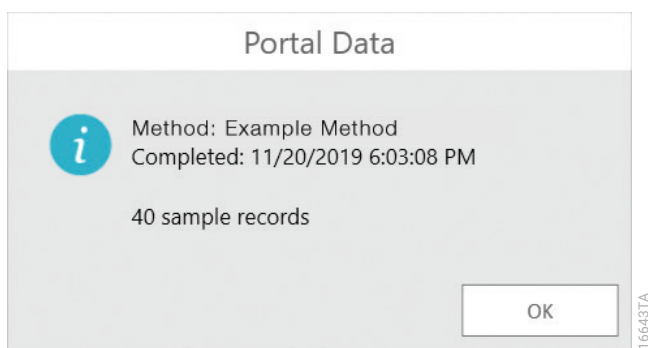 Portal Data
i
Method: Example Method
Completed: 11/20/2019 6:03:08 PM
40 sample records
OK
16643TA